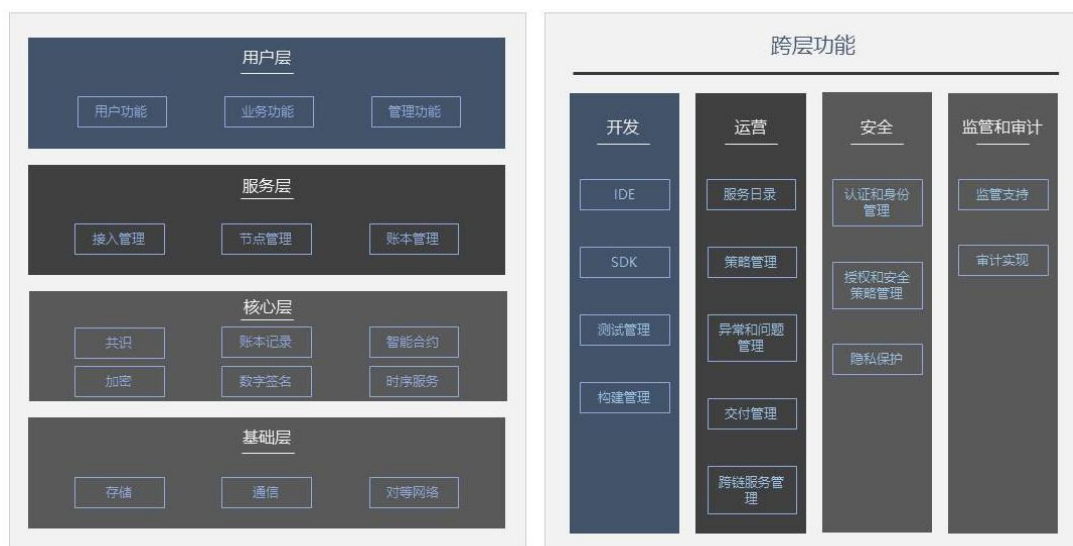 用户层
用户功能
业务功能
管理功能
服务层
接入管理
节点管理
账本管理
核心层
共识
账本记录
智能合约
加密
数字签名
时序服务
基础层
存储
通信
对等网络
跨层功能
开发
IDE
SDK
测试管理
构建管理
运营
服务目录
策略管理
异常和问题
管理
交付管理
跨链服务管
理
安全
认证和身份
管理
授权和安全
策略管理
隐私保护
监管和审计
监管支持
审计实现